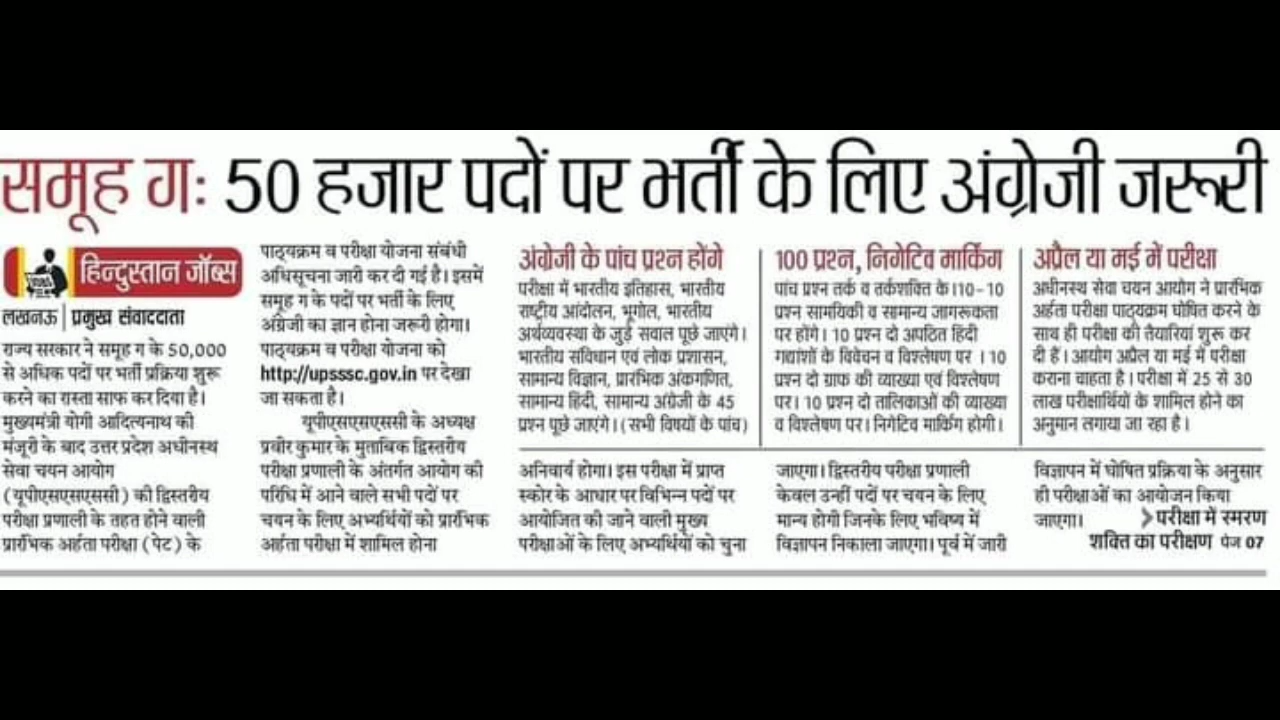 समूह ग: 50 हजार पदों पर भर्ती के लिए अंग्रेजी जरूरी
हिन्दुस्तान जॉब्स
लखनऊ | प्रमुख संवाददाता
राज्य सरकार ने समूह ग के 50,000
से अधिक पदों पर भर्ती प्रक्रिया शुरू
करने का रास्ता साफ कर दिया है।
मुख्यमंत्री योगी आदित्यनाथ की
मंजूरी के बाद उत्तर प्रदेश अधीनस्थ
सेवा चयन आयोग
(यूपीएसएसएससी) की द्विस्तरीय
परीक्षा प्रणाली के तहत होने वाली
प्रारंभिक अर्हता परीक्षा (पेट) के
पाठ्यक्रम व परीक्षा योजना संबंधी
अधिसूचना जारी कर दी गई है। इसमें
समूह ग के पदों पर भर्ती के लिए
अंग्रेजी का ज्ञान होना जरूरी होगा।
पाठ्यक्रम व परीक्षा योजना को
http://upsssc.gov.in पर देखा
जा सकता है।
यूपीएसएसएससी के अध्यक्ष
प्रवीर कुमार के मुताबिक द्विस्तरीय
परीक्षा प्रणाली के अंतर्गत आयोग की
परिधि में आने वाले सभी पदों पर
चयन के लिए अभ्यर्थियों को प्रारंभिक
अर्हता परीक्षा में शामिल होना
अंग्रेजी के पांच प्रश्न होंगे
परीक्षा में भारतीय इतिहास, भारतीय
राष्ट्रीय आंदोलन, भूगोल, भारतीय
अर्थव्यवस्था के जुड़े सवाल पूछे जाएंगे।
भारतीय संविधान एवं लोक प्रशासन,
सामान्य विज्ञान, प्रारंभिक अंकगणित,
सामान्य हिंदी, सामान्य अंग्रेजी के 45
प्रश्न पूछे जाएंगे। (सभी विषयों के पांच)
100 प्रश्न, निगेटिव मार्किंग
पांच प्रश्न तर्क व तर्कशक्ति के।10-10
प्रश्न सामयिकी व सामान्य जागरूकता
पर होंगे। 10 प्रश्न दो अपठित हिंदी
गद्यांशों के विवेचन व विश्लेषण पर । 10
प्रश्न दो ग्राफ की व्याख्या एवं विश्लेषण
पर। 10 प्रश्न दो तालिकाओं की व्याख्या
व विश्लेषण पर। निगेटिव मार्किंग होगी।
अप्रैल या मई में परीक्षा
अधीनस्थ सेवा चयन आयोग ने प्रारंभिक
अर्हता परीक्षा पाठ्यक्रम घोषित करने के
साथ ही परीक्षा की तैयारियां शुरू कर
दी हैं। आयोग अप्रैल या मई में परीक्षा
कराना चाहता है। परीक्षा में 25 से 30
लाख परीक्षार्थियों के शामिल होने का
अनुमान लगाया जा रहा है।
अनिवार्य होगा। इस परीक्षा में प्राप्त
स्कोर के आधार पर विभिन्न पदों पर
आयोजित की जाने वाली मुख्य
परीक्षाओं के लिए अभ्यर्थियों को चुना
जाएगा। द्विस्तरीय परीक्षा प्रणाली
केवल उन्हीं पदों पर चयन के लिए
मान्य होगी जिनके लिए भविष्य में
विज्ञापन निकाला जाएगा। पूर्व में जारी
विज्ञापन में घोषित प्रक्रिया के अनुसार
ही परीक्षाओं का आयोजन किया
जाएगा।
परीक्षा में स्मरण
शक्ति का परीक्षण पेज 07